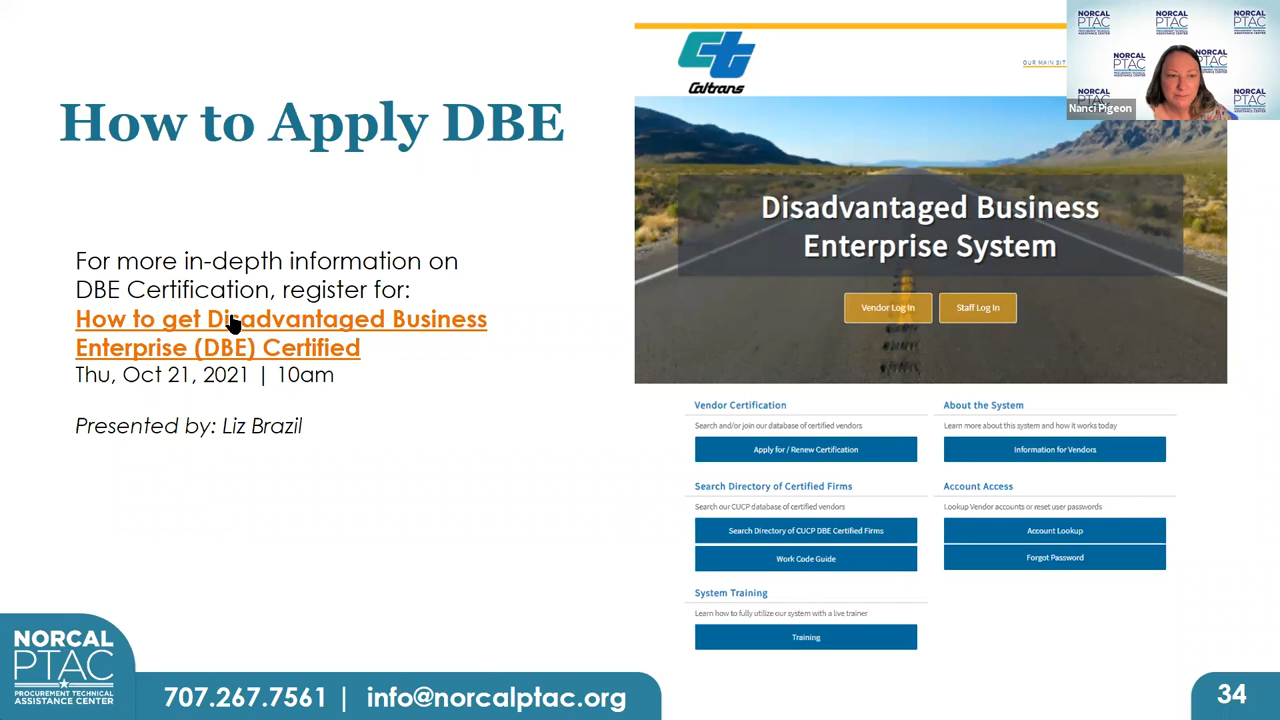 How to Apply DBE
For more in-depth information on
DBE Certification, register for:
How to get Disadvantaged Business
Enterprise (DBE) Certified
Thu, Oct 21, 2021 | 10am
Presented by: Liz Brazil
Caltrans
OUR MAIN SIT
Disadvantaged Business
Enterprise System
Vendor Log In
Staff Log In
Vendor Certification
Search and/or join our database of certified vendors
Apply for / Renew Certification
About the System
Learn more about this system and how it works today
Information for Vendors
Search Directory of Certified Firms
Search our CUCP database of certified vendors
Search Directory of CUCP DBE Certified Firms
Work Code Guide
Account Access
Lookup Vendor accounts or reset user passwords
Account Lookup
Forgot Password
System Training
Learn how to fully utilize our system with a live trainer
Training
NORCAL
PTAC
Nanci Pigeon
NORCAL
PTAC
PROCUREMENT TECHNICAL
ASSISTANCE CENTER
707.267.7561 | info@norcalptac.org
34